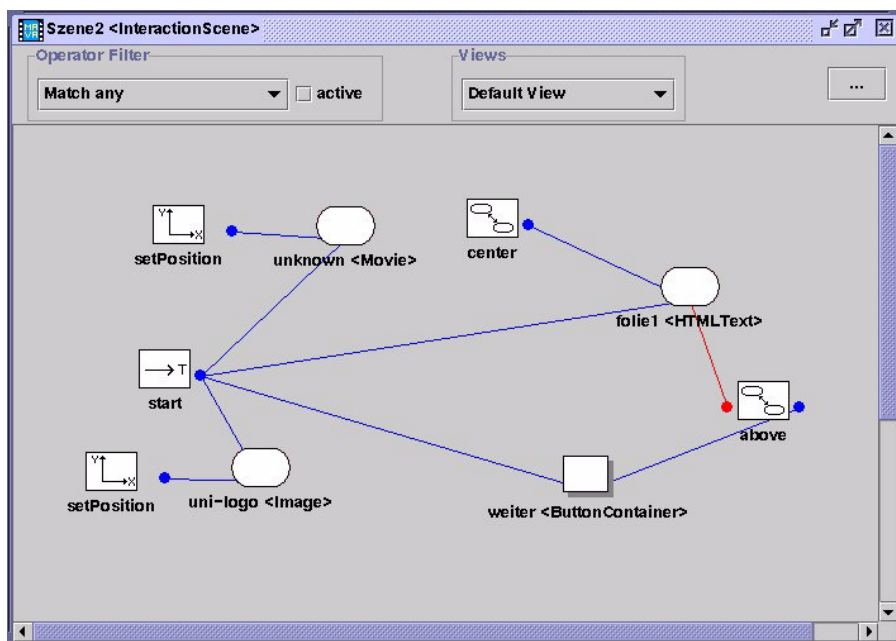 Szene2 <InteractionScene>
Operator Filter
Views
Match any
active
Default View
...
Y
X
setPosition
unknown <Movie>
center
folie1 <HTMLText>
T
start
above
Y
X
setPosition
uni-logo <Image>
weiter <ButtonContainer>